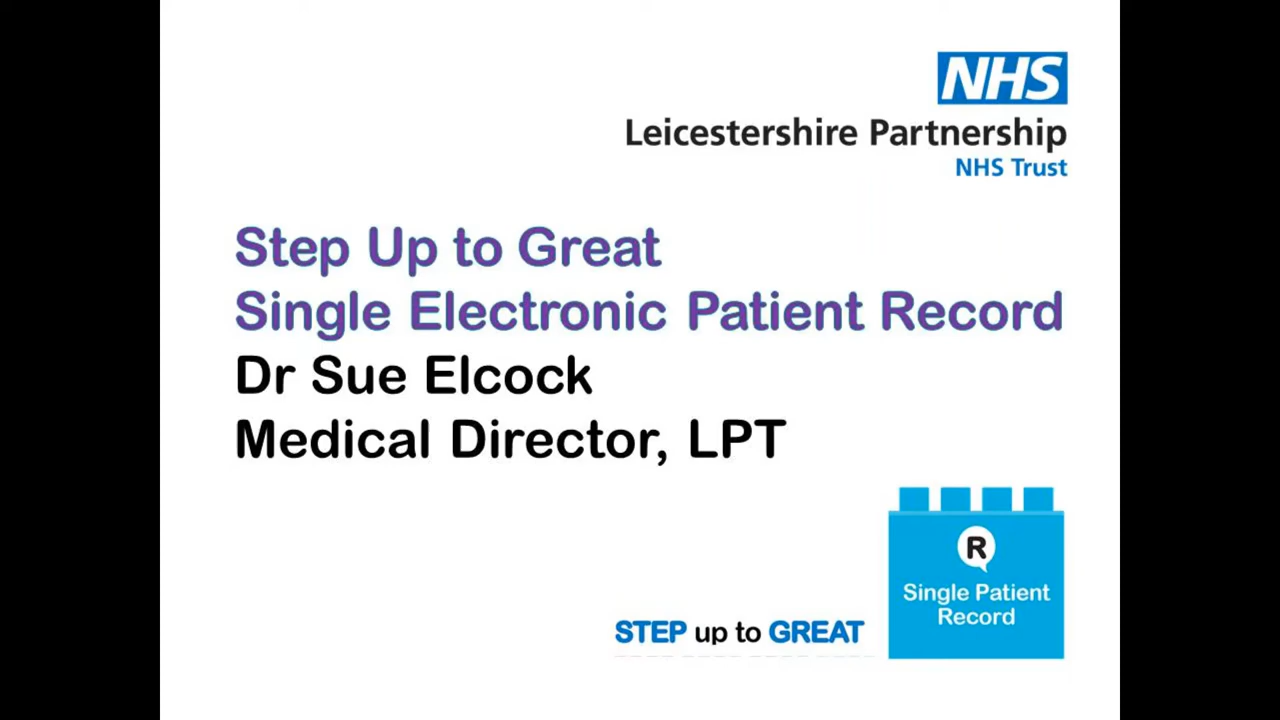 NHS
Leicestershire Partnership
NHS Trust
Step Up to Great
Single Electronic Patient Record
Dr Sue Elcock
Medical Director, LPT
R
Single Patient
Record
STEP up to GREAT